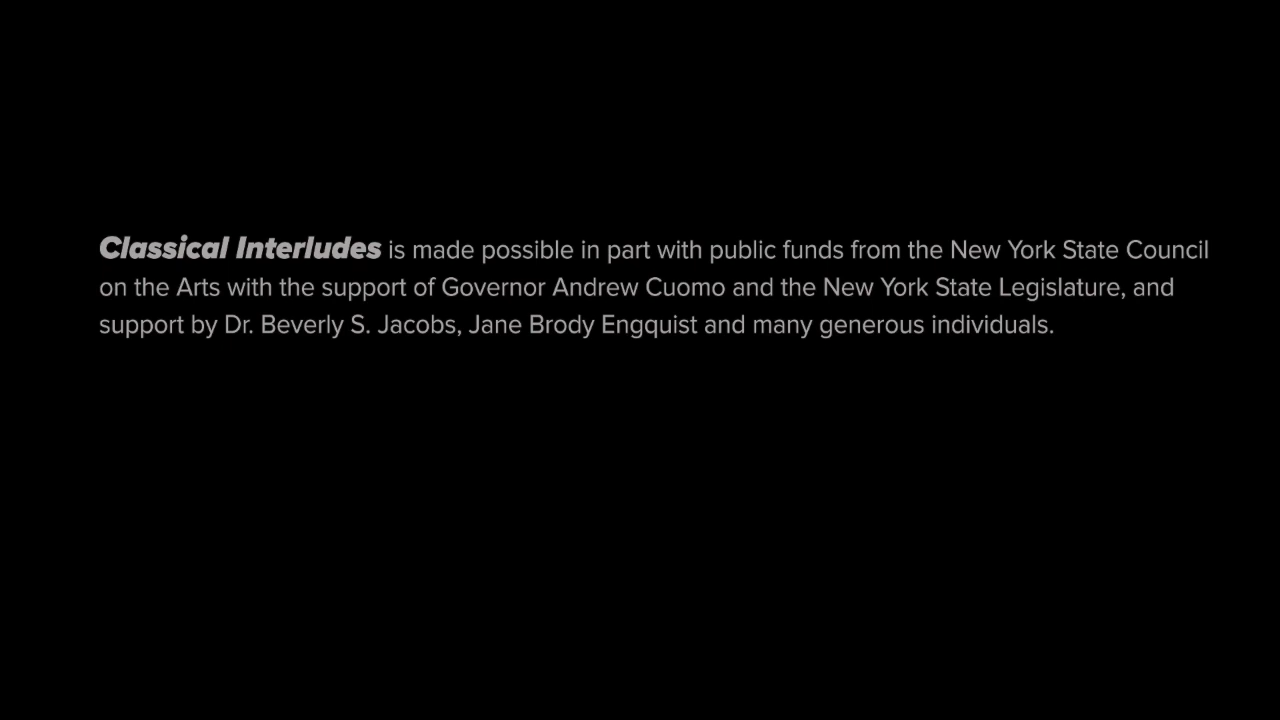 Classical Interludes is made possible in part with public funds from the New York State Council
on the Arts with the support of Governor Andrew Cuomo and the New York State Legislature, and
support by Dr. Beverly S. Jacobs, Jane Brody Engquist and many generous individuals.